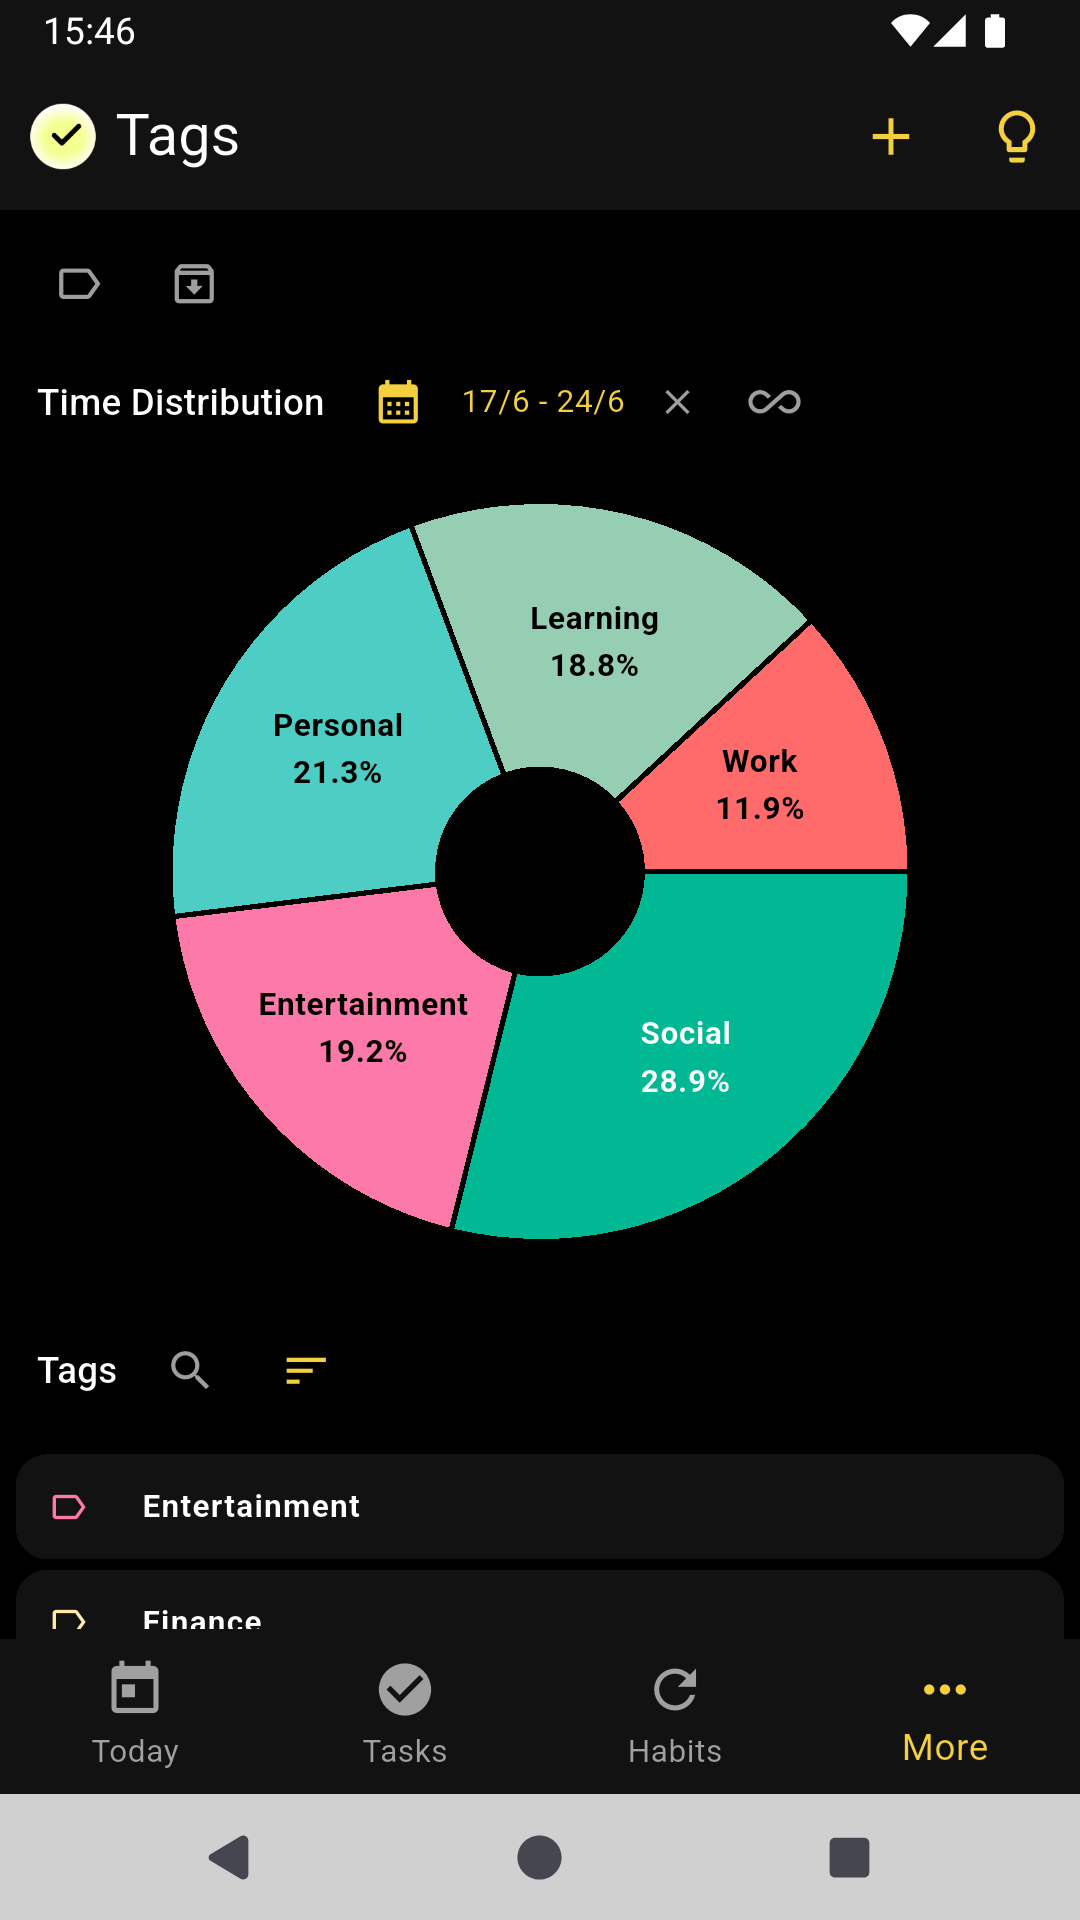 15:46
Tags
Time Distribution
17/6 - 24/6
Learning
18.8%
Personal
21.3%
Work
11.9%
Entertainment
19.2%
Social
28.9%
Tags
Entertainment
Finance
Today
Tasks
Habits
More